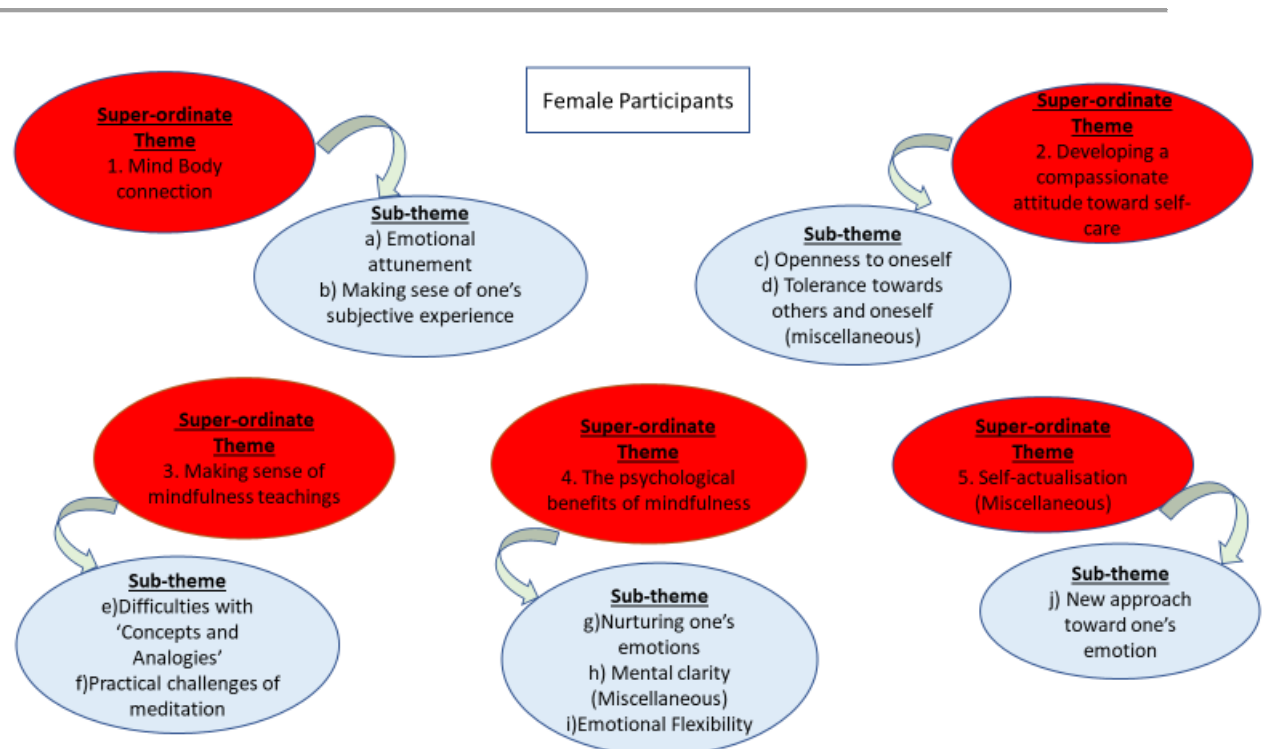 Female Participants
Super-ordinate
Theme
1. Mind Body
connection
Sub-theme
a) Emotional
attunement
b) Making sese of one's
subjective experience
Super-ordinate
Theme
2. Developing a
compassionate
attitude toward self-
care
Sub-theme
c) Openness to oneself
d) Tolerance towards
others and oneself
(miscellaneous)
Super-ordinate
Theme
3. Making sense of
mindfulness teachings
Sub-theme
e)Difficulties with
‘Concepts and
Analogies’
f)Practical challenges of
meditation
Super-ordinate
Theme
4. The psychological
benefits of mindfulness
Sub-theme
g)Nurturing one’s
emotions
h) Mental clarity
(Miscellaneous)
i)Emotional Flexibility
Super-ordinate
Theme
5. Self-actualisation
(Miscellaneous)
Sub-theme
j) New approach
toward one’s
emotion